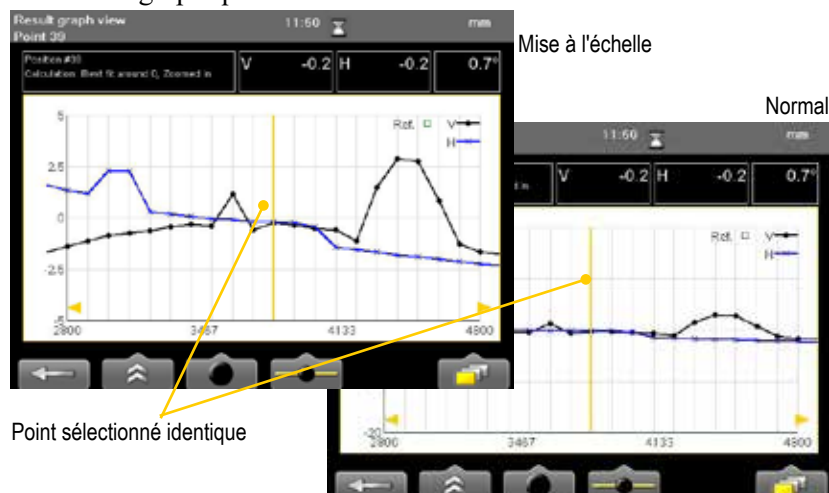 Result graph view 11:50 mm
Point 39
Mise à l'échelle
Position #39
Calculation: Best fit around 0, Zoomed in
V -0.2 H -0.2 0.7°
Normal
5
Ref. V
H
2.5
0
-2.5
-5
2800 3467 4133 4800
11:50 mm
d in
V -0.2 H -0.2 0.7°
Ref. V
H
-20
2800 3467 4133 4800
Point sélectionné identique